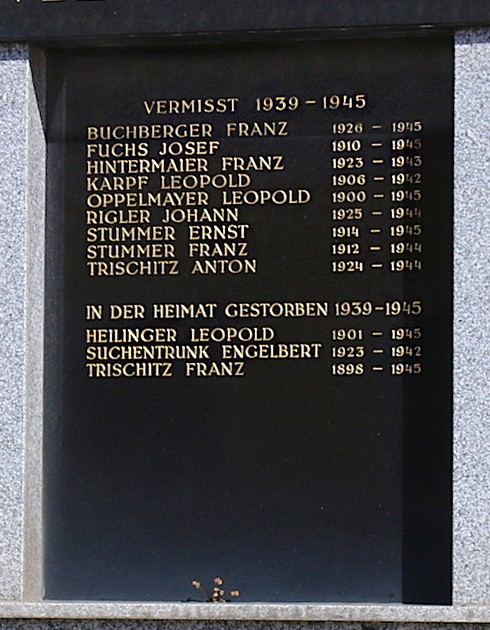 VERMISST 1939 - 1945
BUCHBERGER FRANZ 1926 - 1945
FUCHS JOSEF 1910 - 1945
HINTERMAIER FRANZ 1923 - 1943
KARPF LEOPOLD 1906 - 1942
OPPELMAYER LEOPOLD 1900 - 1945
RIGLER JOHANN 1925 - 1944
STUMMER ERNST 1914 - 1945
STUMMER FRANZ 1912 - 1944
TRISCHITZ ANTON 1924 - 1944
IN DER HEIMAT GESTORBEN 1939-1945
HEILINGER LEOPOLD 1901 - 1945
SUCHENTRUNK ENGELBERT 1923 - 1942
TRISCHITZ FRANZ 1898 - 1945